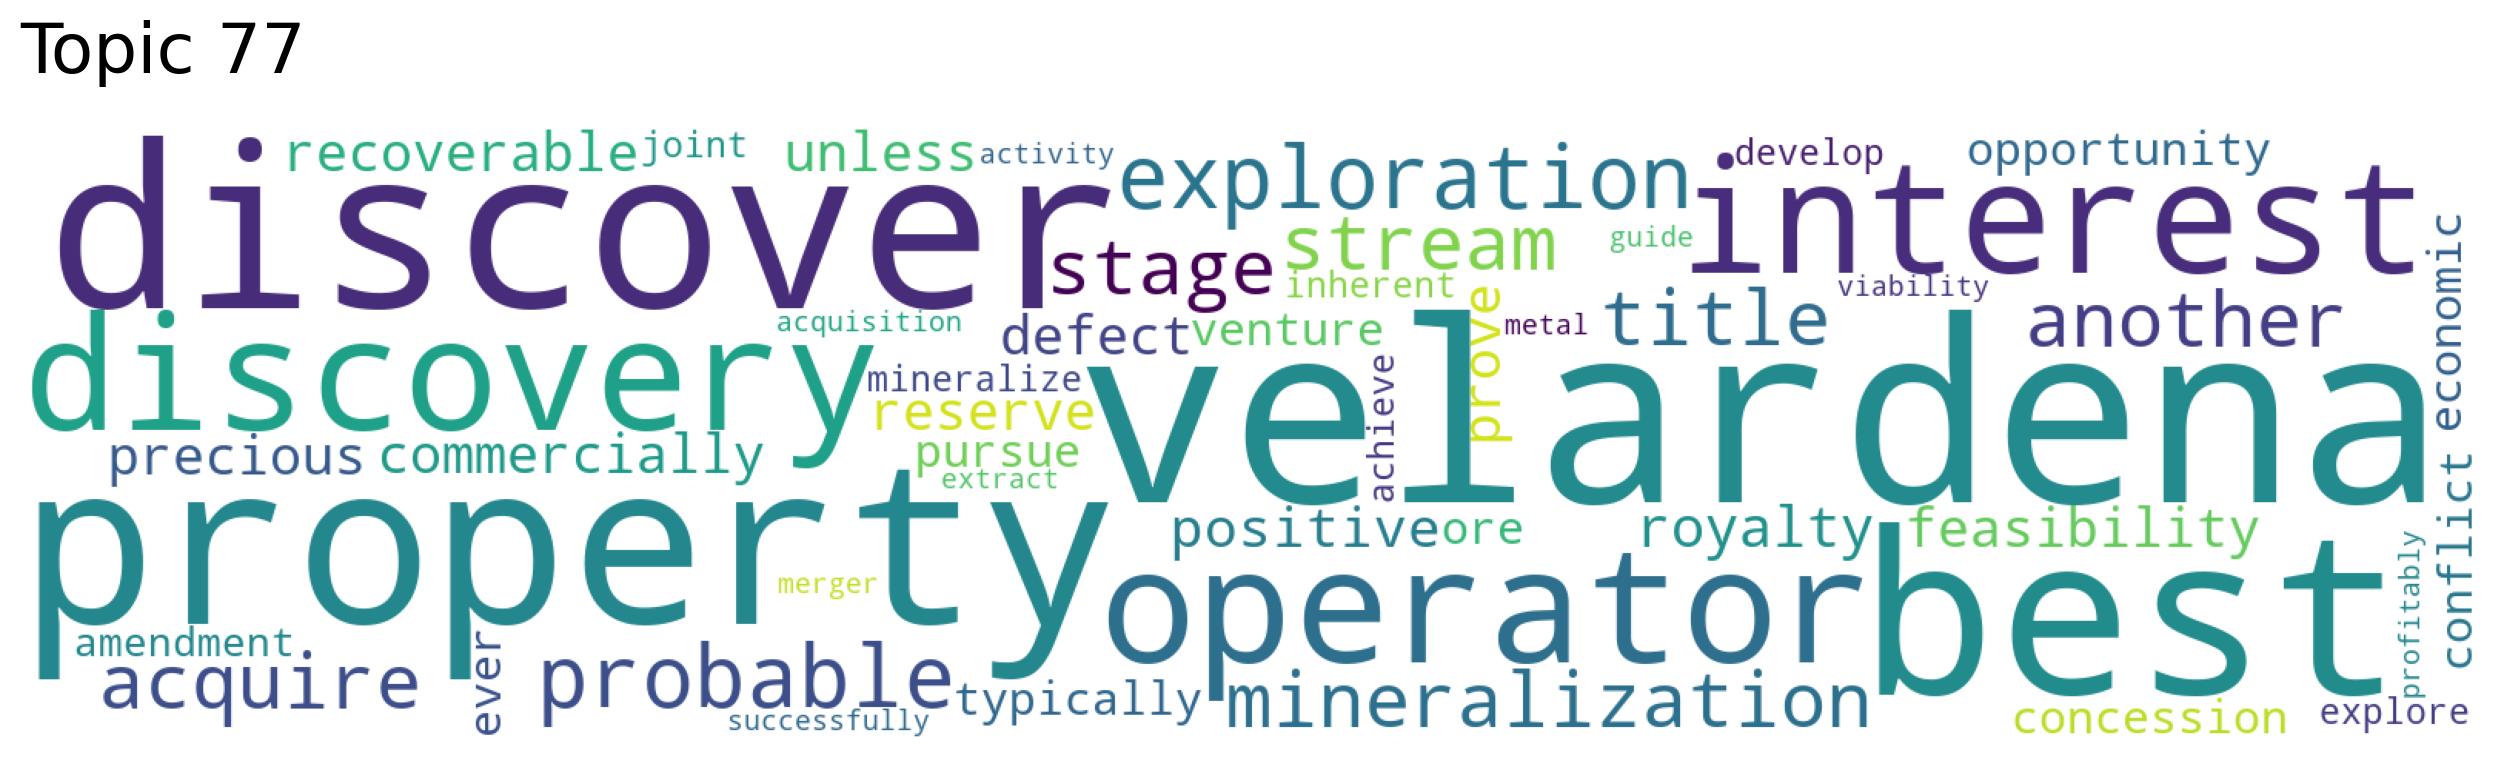 Topic 77
recoverable
joint
unless
activity
exploration
develop
opportunity
discover
interest
stage
stream
guide
inherent
viability
economic
acquisition
defect
venture
prove
metal
title
another
discovery
mineralize
achieve
velardena
reserve
precious
commercially
pursue
extract
conflict
property
positive
ore
royalty
feasibility
merger
operator
best
profitably
amendment
acquire
ever
probable
successfully
typically
mineralization
concession
explore